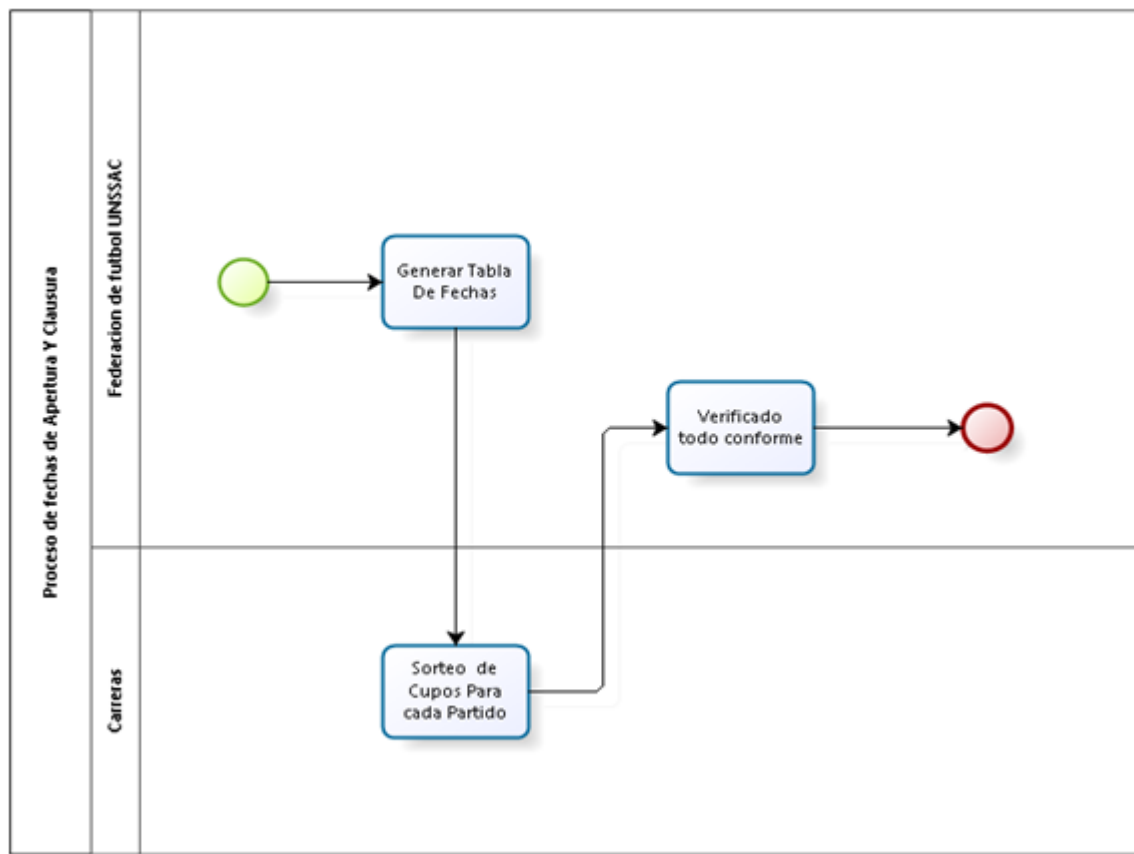 Proceso de fechas de Apertura Y Clausura
Federacion de futbol UNSSAC
Generar Tabla
De Fechas
Verificado
todo conforme
Carreras
Sorteo de
Cupos Para
cada Partido